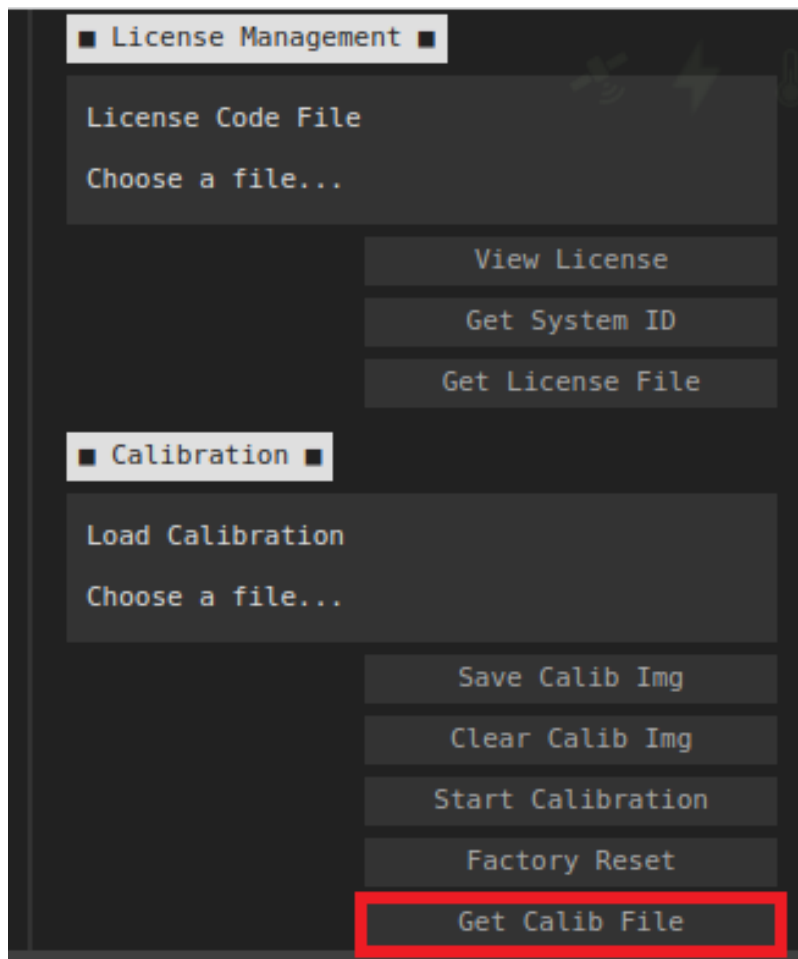 ■ License Management ■
License Code File
Choose a file...
View License
Get System ID
Get License File
■ Calibration ■
Load Calibration
Choose a file...
Save Calib Img
Clear Calib Img
Start Calibration
Factory Reset
Get Calib File